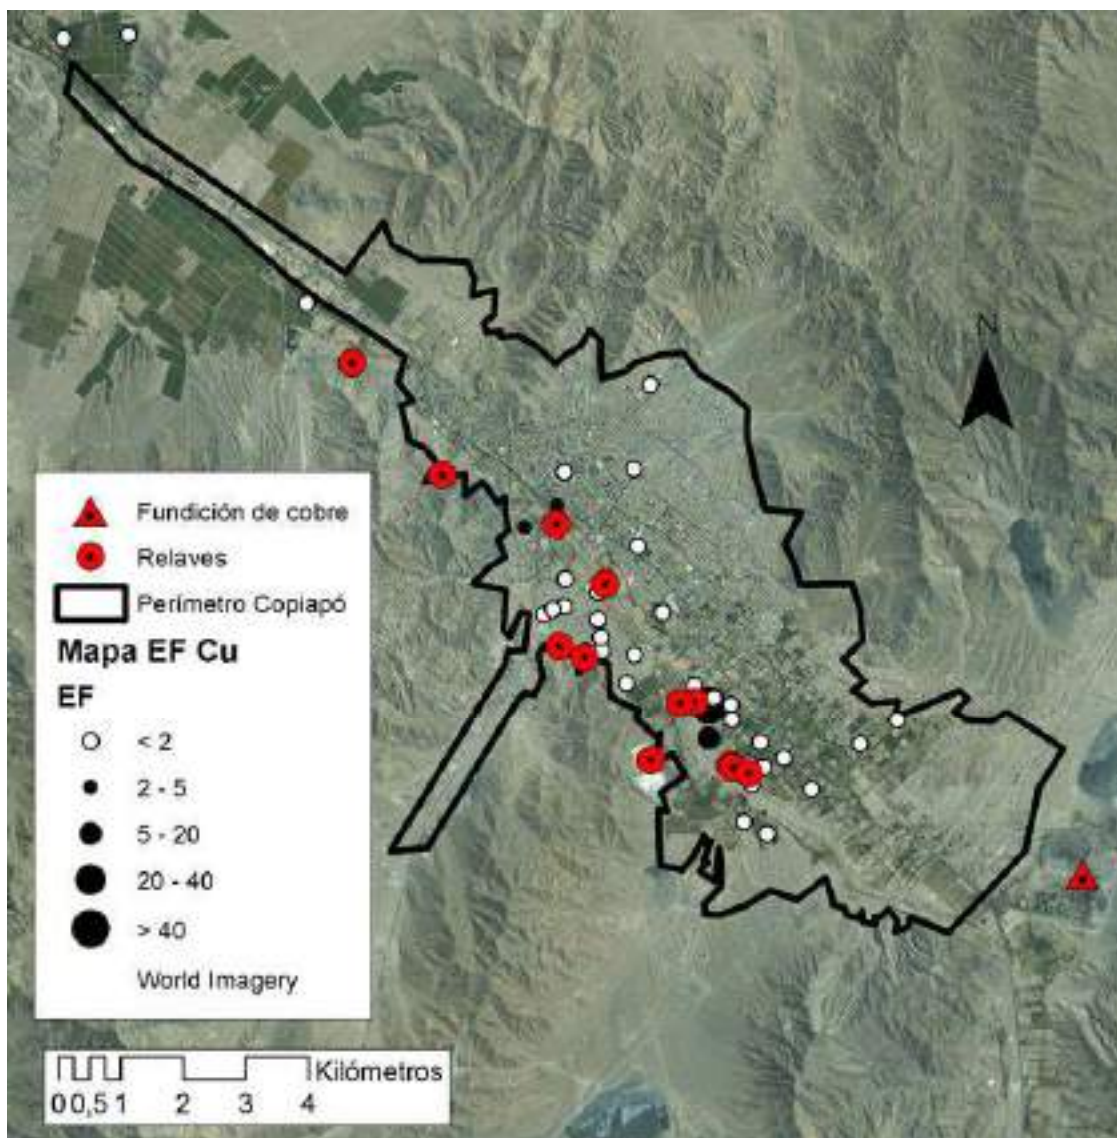 N
Fundición de cobre
Relaves
Perímetro Copiapó
Mapa EF Cu
EF
< 2
2 - 5
5 - 20
20 - 40
> 40
World Imagery
Kilómetros
0 0,5 1 2 3 4